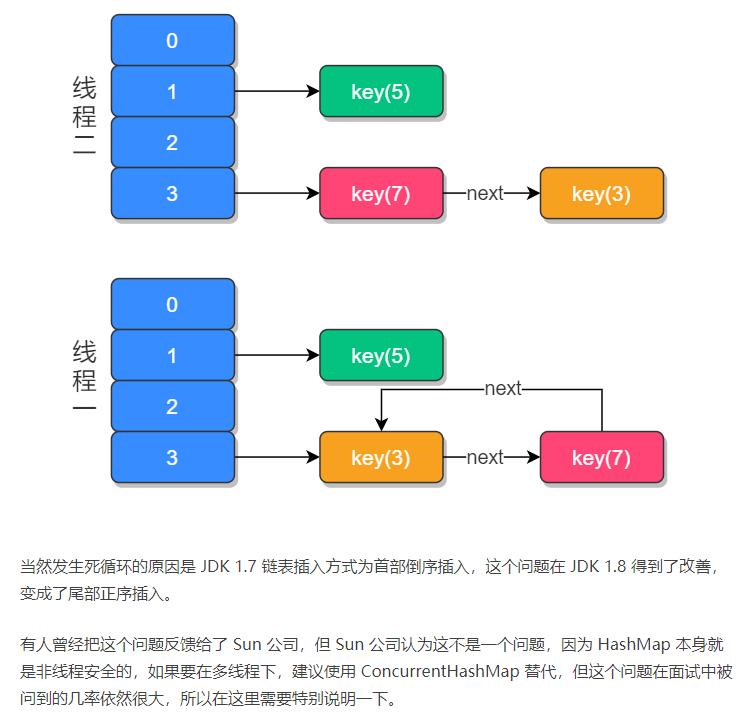 0
线程二
1
key(5)
2
3
key(7)
next
key(3)
0
线程一
1
key(5)
2
next
3
key(3)
next
key(7)
当然发生死循环的原因是 JDK 1.7 链表插入方式为首部倒序插入，这个问题在 JDK 1.8 得到了改善，
变成了尾部正序插入。
有人曾经把这个问题反馈给了 Sun 公司，但 Sun 公司认为这不是一个问题，因为 HashMap 本身就
是非线程安全的，如果要在多线程下，建议使用 ConcurrentHashMap 替代，但这个问题在面试中被
问到的几率依然很大，所以在这里需要特别说明一下。